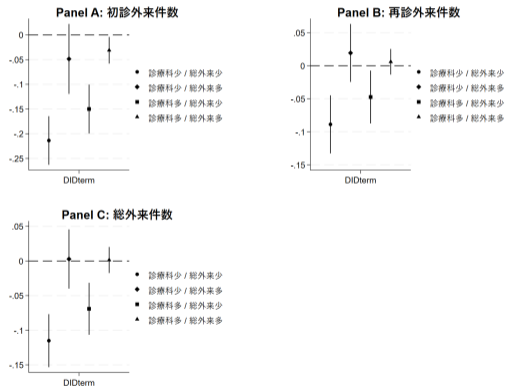 Panel A: 初診外来件数
0
-.05
-.1
-.15
-.2
-.25
DIDterm
診療科少 / 総外来少
診療科少 / 総外来多
診療科多 / 総外来少
診療科多 / 総外来多
Panel B: 再診外来件数
.05
0
-.05
-.1
-.15
DIDterm
診療科少 / 総外来少
診療科少 / 総外来多
診療科多 / 総外来少
診療科多 / 総外来多
Panel C: 総外来件数
.05
0
-.05
-.1
-.15
DIDterm
診療科少 / 総外来少
診療科少 / 総外来多
診療科多 / 総外来少
診療科多 / 総外来多